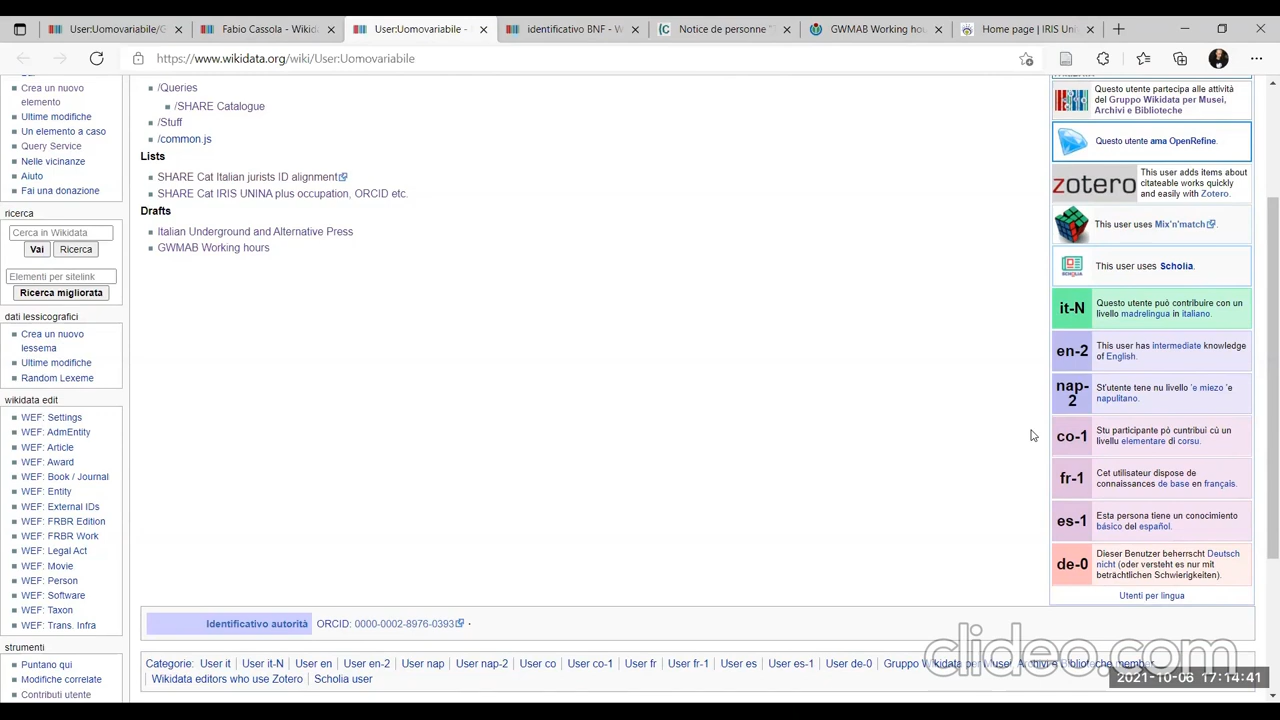 User:Uomovariabile/G
Fabio Cassola - Wikida
User:Uomovariabile -
identificativo BNF - W
Notice de personne "
GWMAB Working hou
Home page | IRIS Un
https://www.wikidata.org/wiki/User:Uomovariabile
Crea un nuovo
elemento
Ultime modifiche
Un elemento a caso
Query Service
Nelle vicinanze
Aiuto
Fai una donazione
ricerca
Cerca in Wikidata
Vai
Ricerca
Elementi per sitelink
Ricerca migliorata
dati lessicografici
Crea un nuovo
lessema
Ultime modifiche
Random Lexeme
wikidata edit
WEF: Settings
WEF: AdmEntity
WEF: Article
WEF: Award
WEF: Book / Journal
WEF: Entity
WEF: External IDs
WEF: FRBR Edition
WEF: FRBR Work
WEF: Legal Act
WEF: Movie
WEF: Person
WEF: Software
WEF: Taxon
WEF: Trans. Infra
strumenti
Puntano qui
Modifiche correlate
Contributi utente
/Queries
/SHARE Catalogue
/Stuff
/common.js
Lists
SHARE Cat Italian jurists ID alignment
SHARE Cat IRIS UNINA plus occupation, ORCID etc.
Drafts
Italian Underground and Alternative Press
GWMAB Working hours
Questo utente partecipa alle attività
del Gruppo Wikidata per Musei,
Archivi e Biblioteche
Questo utente ama OpenRefine.
zotero
This user adds items about
citeable works quickly
and easily with Zotero.
This user uses Mix'n'match.
SCHOLIA
This user uses Scholia.
it-N
Questo utente può contribuire con un
livello madrelingua in italiano.
en-2
This user has intermediate knowledge
of English.
nap-
2
St'utente tene nu livello 'e miezo 'e
napulitano.
co-1
Stu participante pò cuntribuì cù un
livellu elementare di corsu.
fr-1
Cet utilisateur dispose de
connaissances de base en français.
es-1
Esta persona tiene un conocimiento
básico del español.
de-0
Dieser Benutzer beherrscht Deutsch
nicht (oder versteht es nur mit
beträchtlichen Schwierigkeiten).
Utenti per lingua
Identificativo autorità
ORCID: 0000-0002-8976-0393 ·
Categorie: User it | User it-N | User en | User en-2 | User nap | User nap-2 | User co | User co-1 | User fr | User fr-1 | User es | User es-1 | User de-0 | Gruppo Wikidata per Musei, Archivi e Biblioteche member
Wikidata editors who use Zotero | Scholia user
clideo.com
2021-10-06 17:14:41